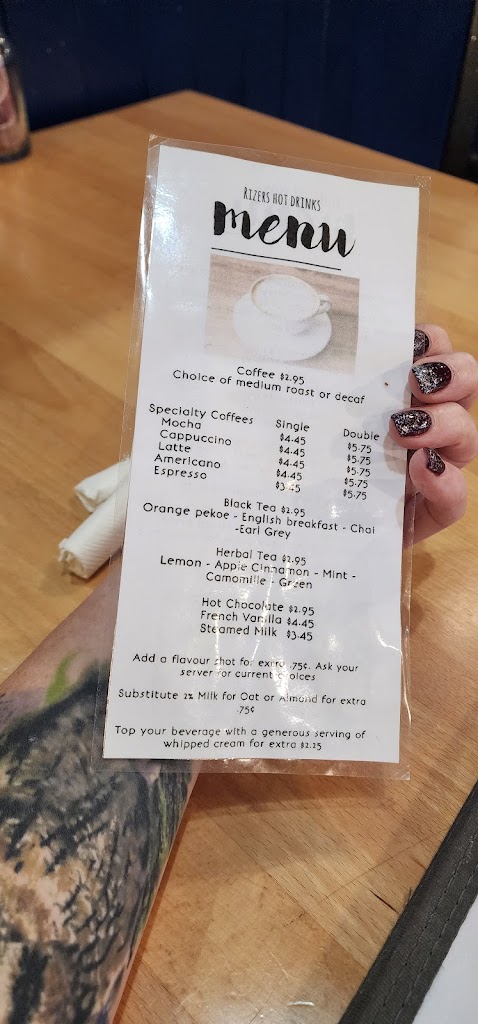 RIZERS HOT DRINKS
menu
Coffee $2.95
Choice of medium roast or decaf
Specialty Coffees Single Double
Mocha $4.45 $5.75
Cappuccino $4.45 $5.75
Latte $4.45 $5.75
Americano $4.45 $5.75
Espresso $3.45 $5.75
Black Tea $2.95
Orange pekoe - English breakfast - Chai
-Earl Grey
Herbal Tea $2.95
Lemon - Apple Cinnamon - Mint -
Camomille - Green
Hot Chocolate $2.95
French Vanilla $4.45
Steamed Milk $3.45
Add a flavour shot for extra .75¢. Ask your
server for current choices
Substitute 2% Milk for Oat or Almond for extra
.75¢
Top your beverage with a generous serving of
whipped cream for extra $2.25